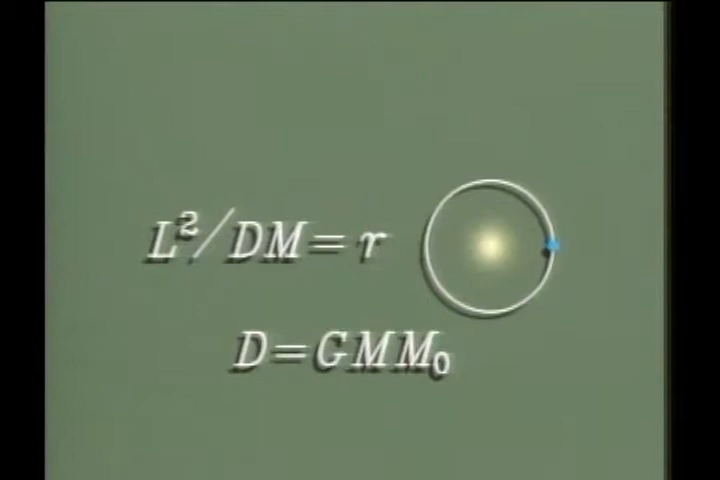 L²/DM = r
D = GMM₀